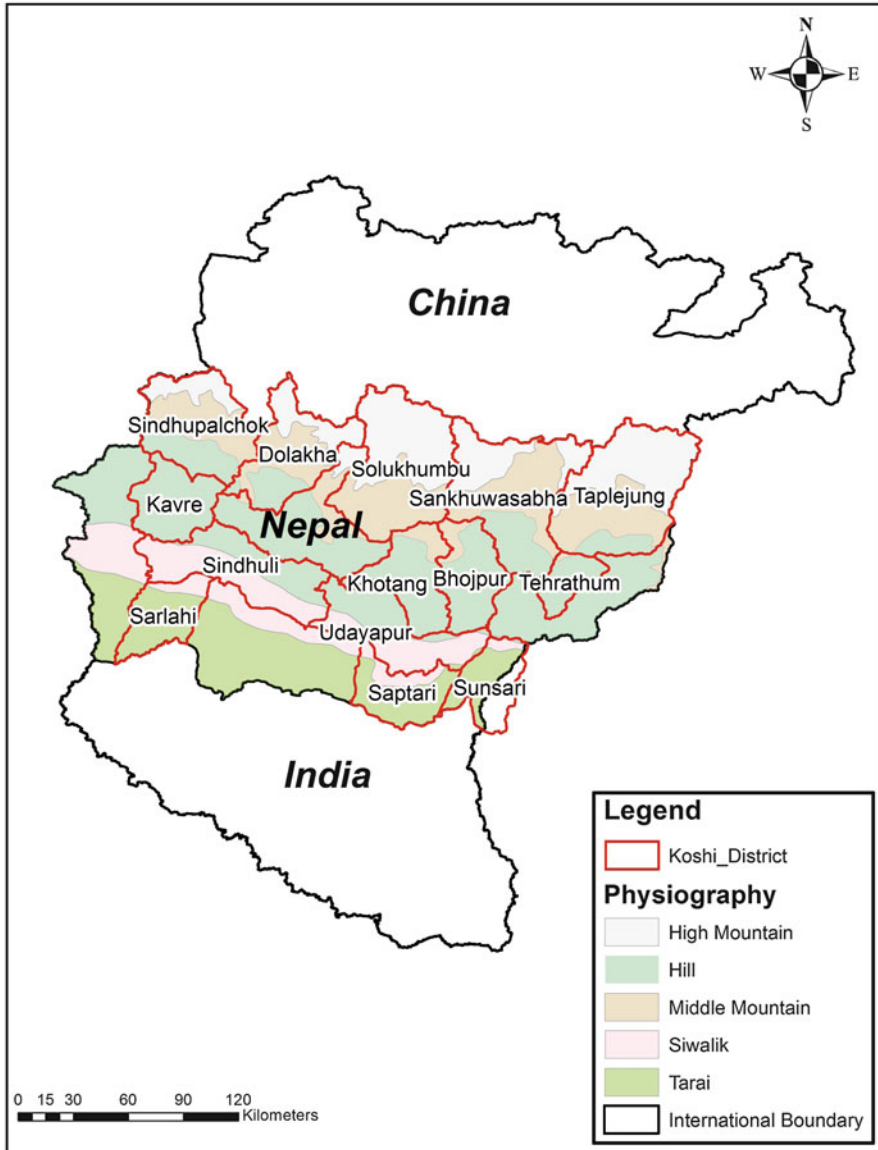 N
W E
S
China
Sindhupalchok
Dolakha
Solukhumbu
Sankhuwasabha
Taplejung
Kavre
Nepal
Sindhuli
Khotang
Bhojpur
Tehrathum
Sarlahi
Udayapur
Saptari
Sunsari
India
Legend
Koshi_District
Physiography
High Mountain
Hill
Middle Mountain
Siwalik
Tarai
International Boundary
0 15 30 60 90 120
Kilometers